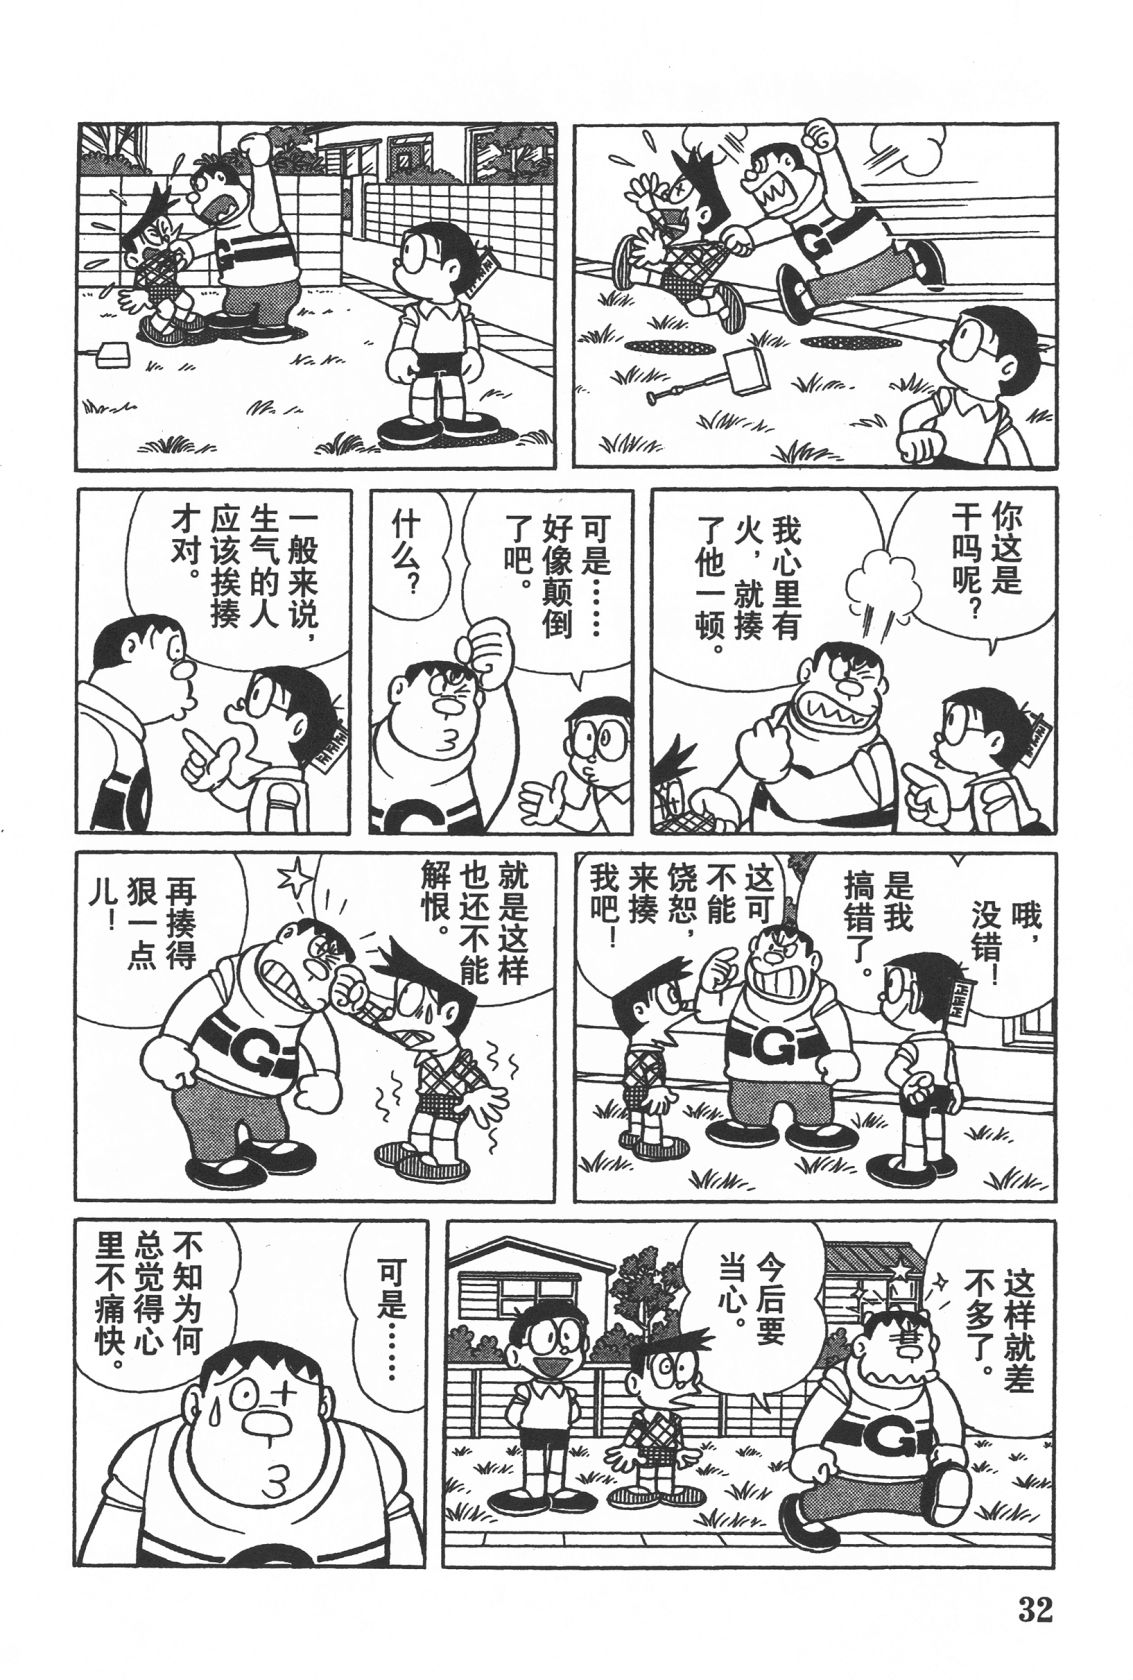 你这是
干吗呢?
我心里有
火,就揍
了他一顿。
可是……
好像颠倒
了吧。
什么?
一般来说,
生气的人
应该挨揍
才对。
哦,
没错!
是我
搞错了。
这可
不能
饶恕,
来揍
我吧!
正正正
就是这样
也还不能
解恨。
再揍得
狠一点
儿!
这样就差
不多了。
今后要
当心。
可是……
不知为何
总觉得心
里不痛快。
G
G
G
G
G
32